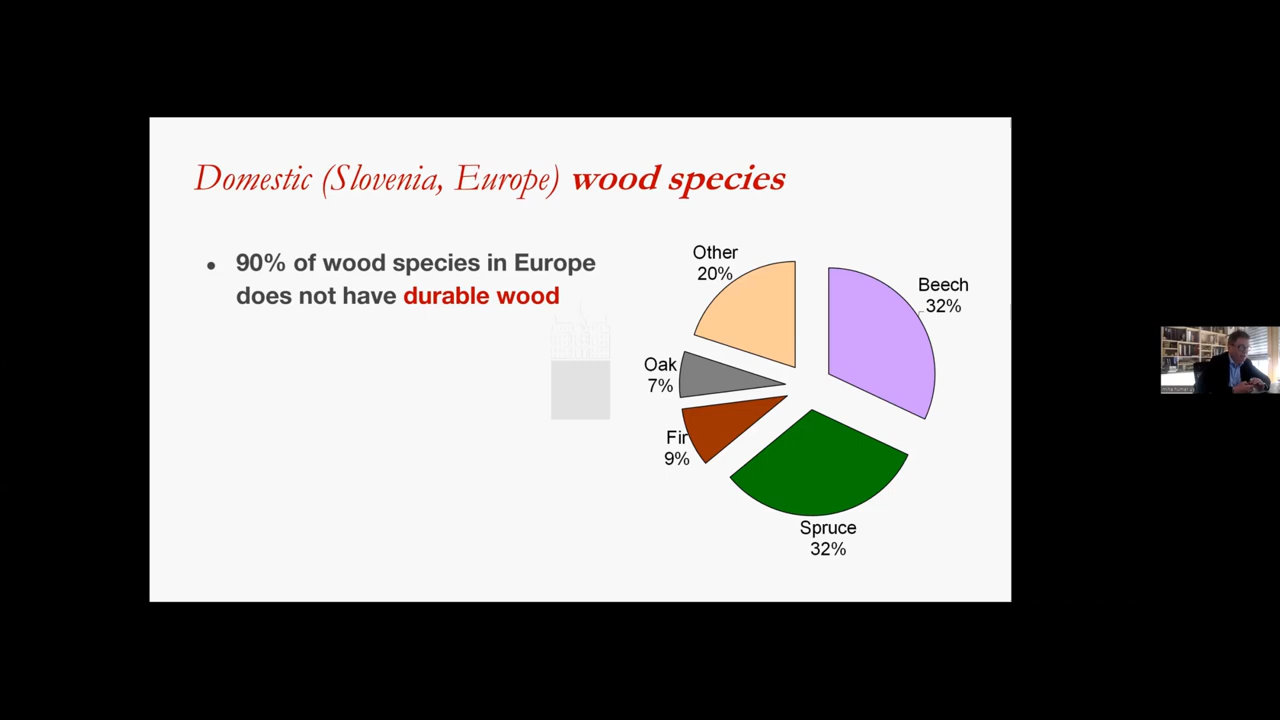 Domestic (Slovenia, Europe) wood species
• 90% of wood species in Europe
does not have durable wood
Other
20%
Beech
32%
Oak
7%
Fir
9%
Spruce
32%